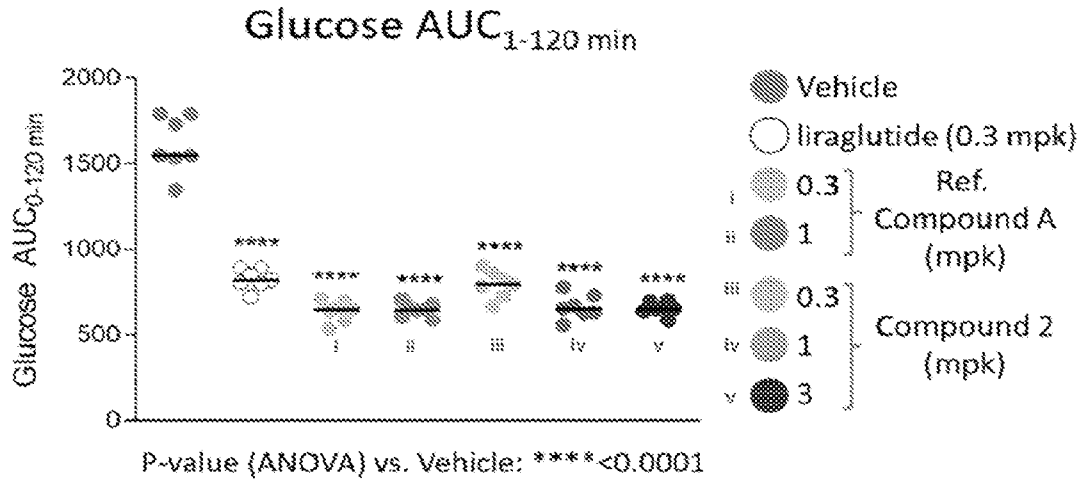 Glucose AUC1-120 min
Glucose AUC0-120 min
2000
1500
1000
500
0
****
****
****
****
****
****
i
ii
iii
iv
v
Vehicle
liraglutide (0.3 mpk)
i 0.3
ii 1
Ref.
Compound A
(mpk)
iii 0.3
iv 1
v 3
Compound 2
(mpk)
P-value (ANOVA) vs. Vehicle: ****<0.0001